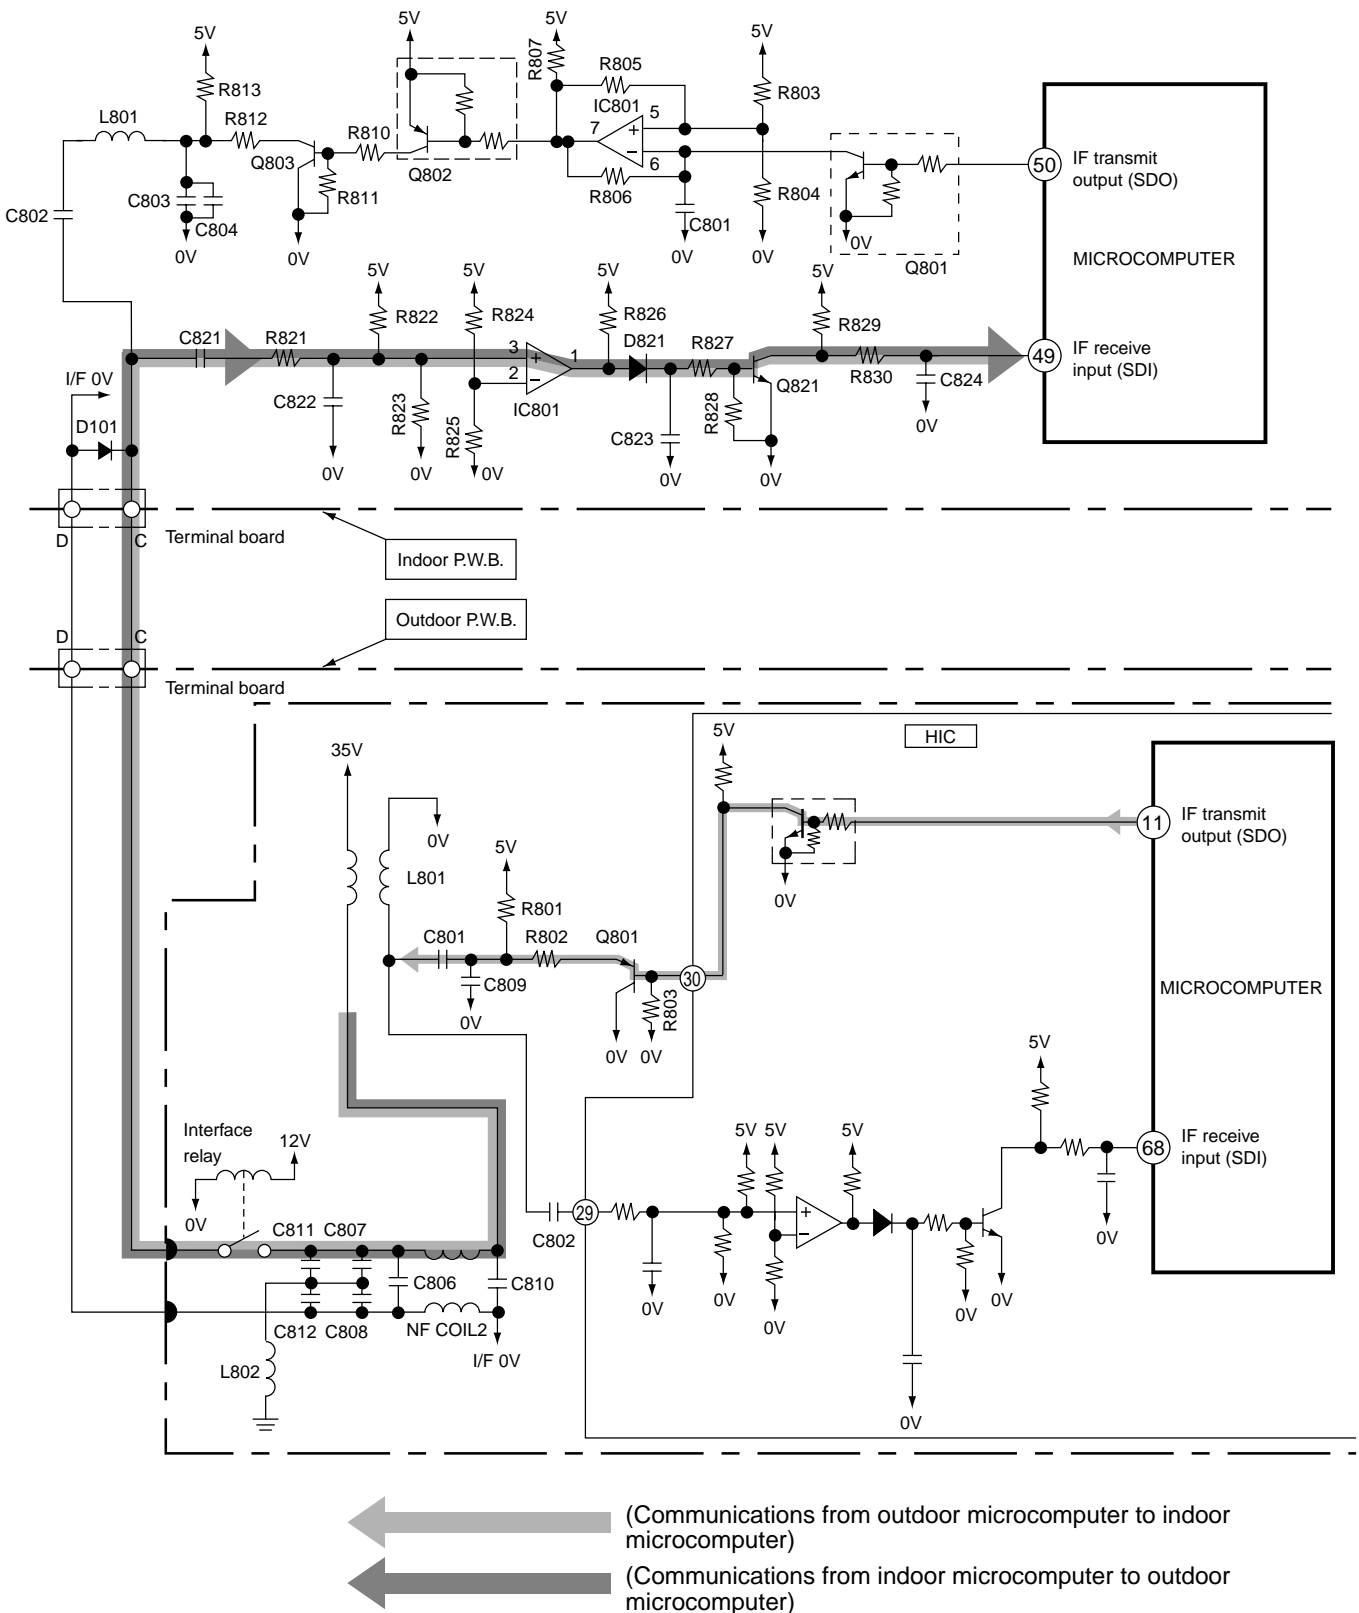 5V 5V 5V 5V
R813 R807 R805 R803
L801 R812 R810 IC801 5 7 6
Q803 Q802 R811 R806 R804
C803 C804 C802 C801
0V 0V 0V 0V 0V
Q801
50 IF transmit
output (SDO)
MICROCOMPUTER
5V 5V 5V 5V
R822 R824 R826 R829
C821 R821 3 + 2 − 1 D821 R827
IC801 Q821 R830 C824
49 IF receive
input (SDI)
I/F 0V
D101
C822 R823 R825 C823 R828
0V 0V 0V 0V 0V 0V
D C Terminal board
Indoor P.W.B.
Outdoor P.W.B.
D C
Terminal board
HIC
35V 5V
0V
L801
5V
R801
C801 R802 Q801
C809
0V
R803
0V 0V
30
0V
11 IF transmit
output (SDO)
MICROCOMPUTER
5V
Interface
relay
12V
0V
5V 5V 5V
68 IF receive
input (SDI)
C811 C807
C806 C810
C812 C808 NF COIL2
I/F 0V
L802
C802
29
+ −
0V 0V 0V 0V 0V 0V
0V
(Communications from outdoor microcomputer to indoor
microcomputer)
(Communications from indoor microcomputer to outdoor
microcomputer)